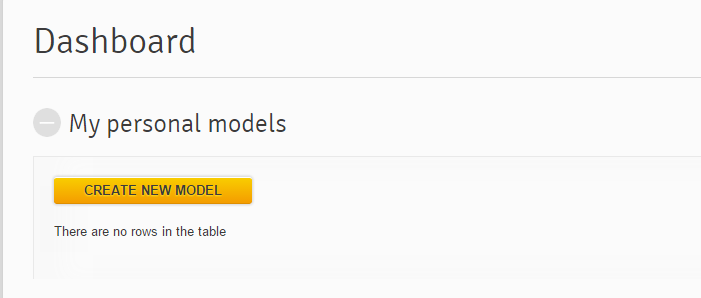 Dashboard
My personal models
CREATE NEW MODEL
There are no rows in the table